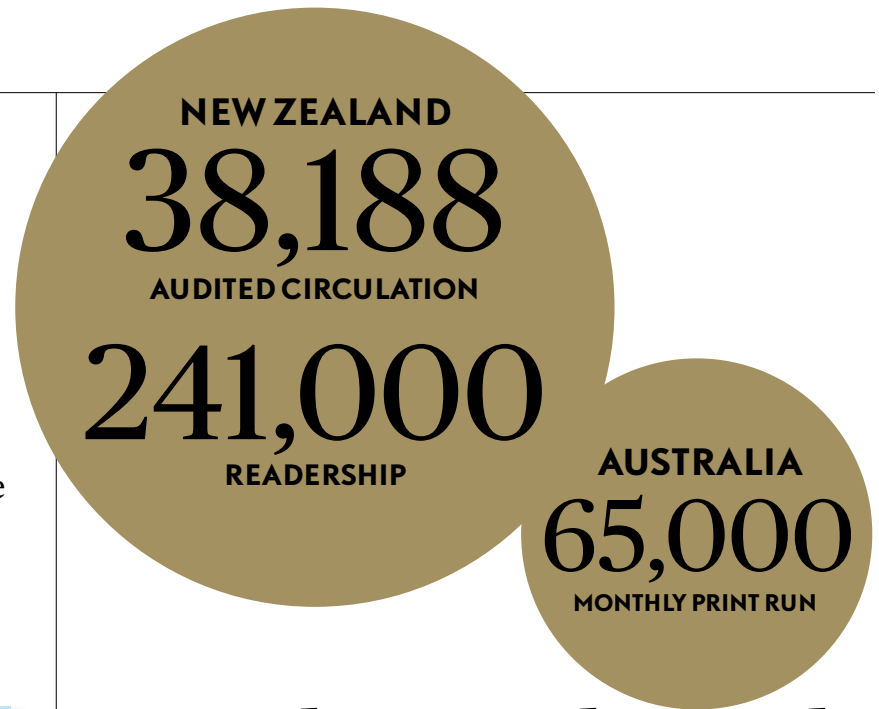 NEW ZEALAND
38,188
AUDITED CIRCULATION
241,000
READERSHIP
e
AUSTRALIA
65,000
MONTHLY PRINT RUN